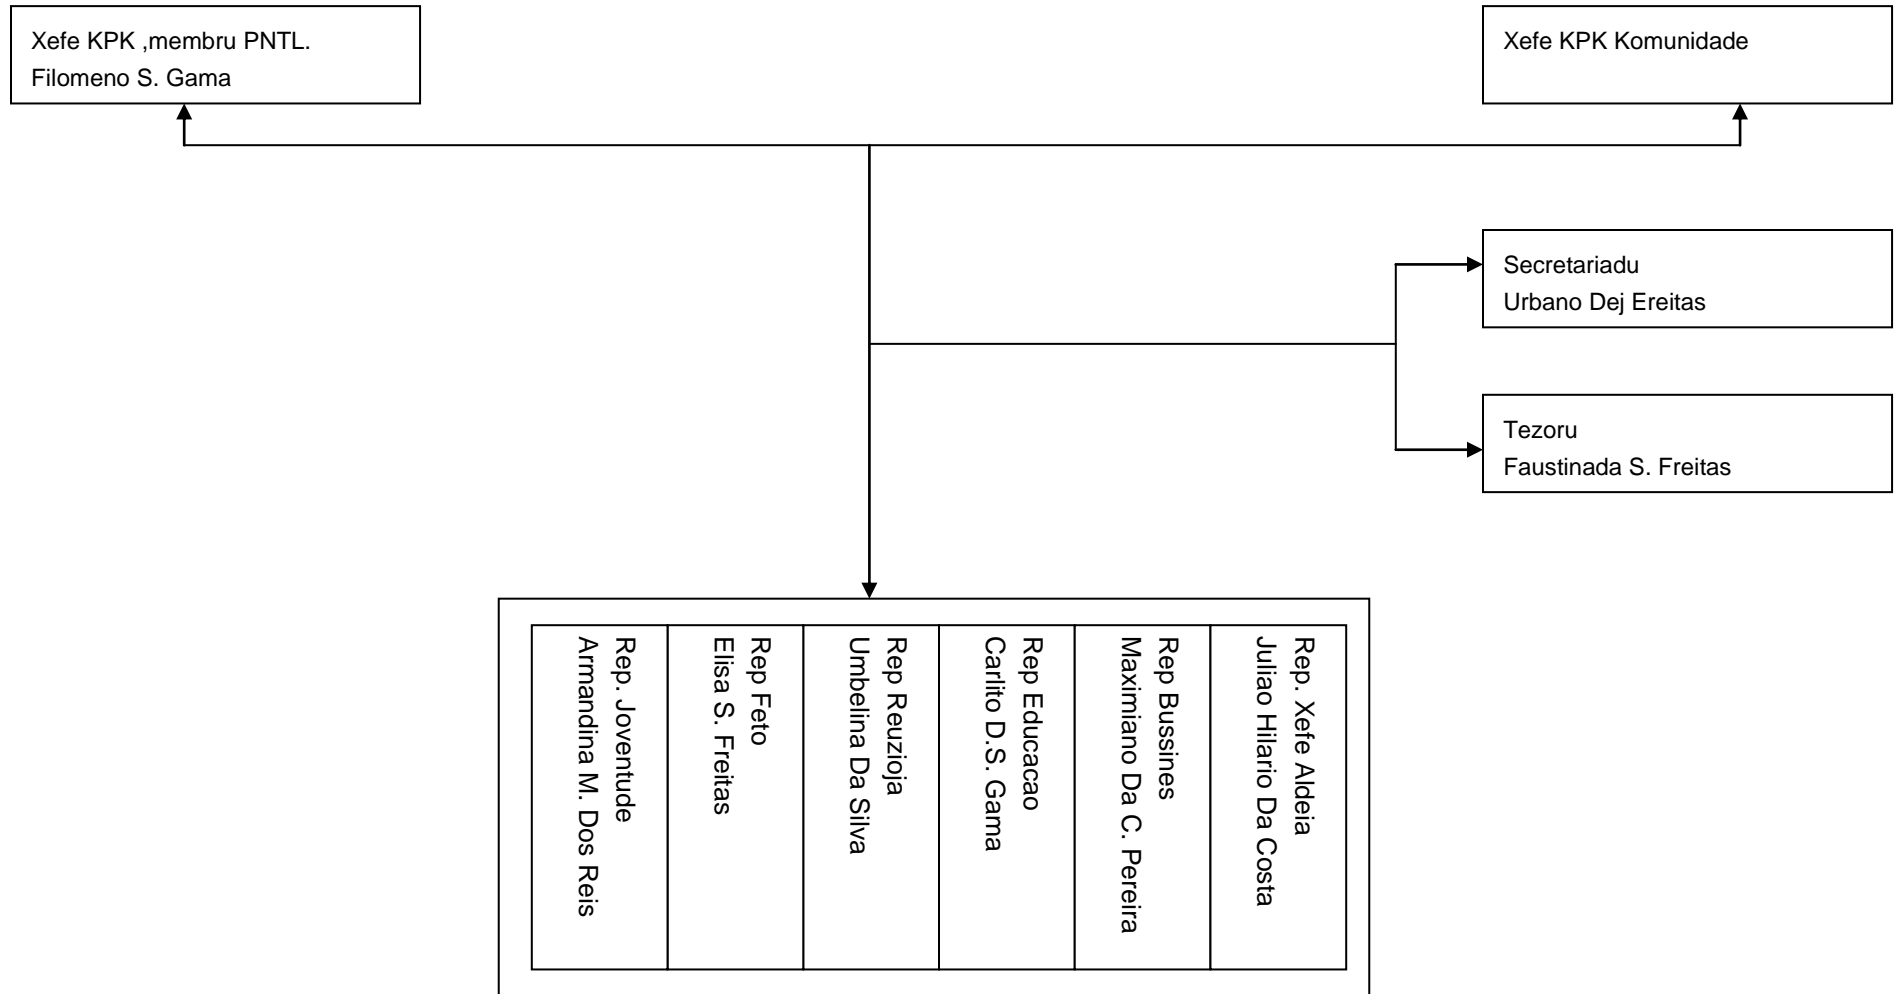 Xefe KPK ,membru PNTL.
Filomeno S. Gama
Xefe KPK Komunidade
Secretariadu
Urbano Dej Ereitas
Tezoru
Faustinada S. Freitas
Rep. Joventude
Armandina M. Dos Reis
Rep Feto
Elisa S. Freitas
Rep Reuzioja
Umbelina Da Silva
Rep Educacao
Carlito D.S. Gama
Rep Bussines
Maximiano Da C. Pereira
Rep. Xefe Aldeia
Juliao Hilario Da Costa